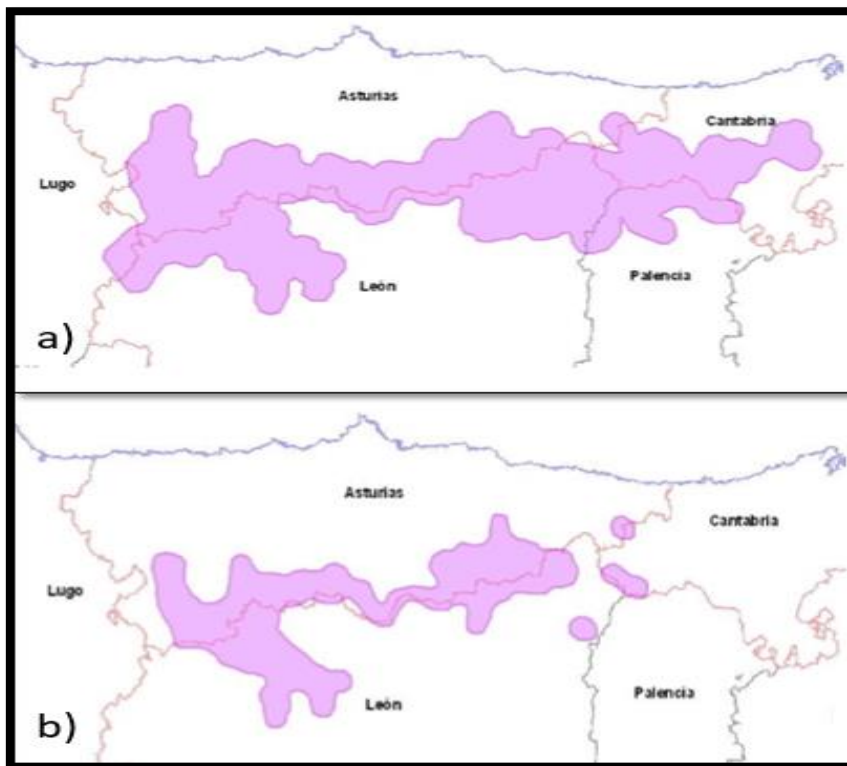 Asturias
Cantabria
Lugo
León
Palencia
a)
Asturias
Cantabria
Lugo
León
Palencia
b)